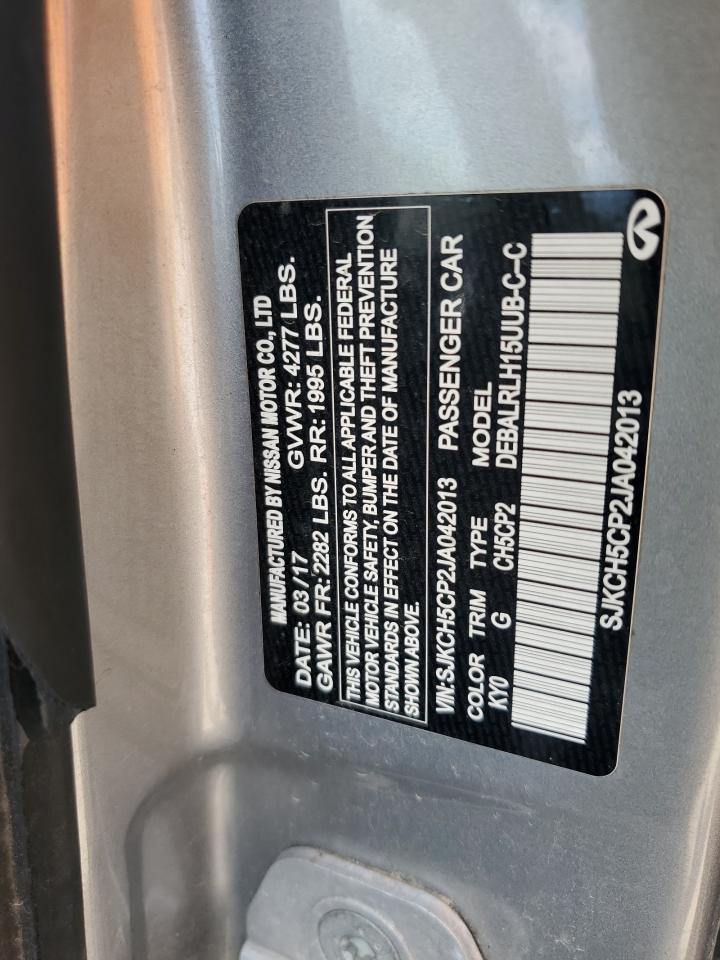 MANUFACTURED BY NISSAN MOTOR CO., LTD
DATE: 03/17 GVWR: 4277 LBS.
GAWR FR: 2282 LBS. RR: 1995 LBS.
THIS VEHICLE CONFORMS TO ALL APPLICABLE FEDERAL
MOTOR VEHICLE SAFETY, BUMPER AND THEFT PREVENTION
STANDARDS IN EFFECT ON THE DATE OF MANUFACTURE
SHOWN ABOVE.
VIN: SJKCH5CP2JA042013 PASSENGER CAR
COLOR TRIM TYPE MODEL
KY0 G CH5CP2 DEBALRLH15UUB-C--C
SJKCH5CP2JA042013